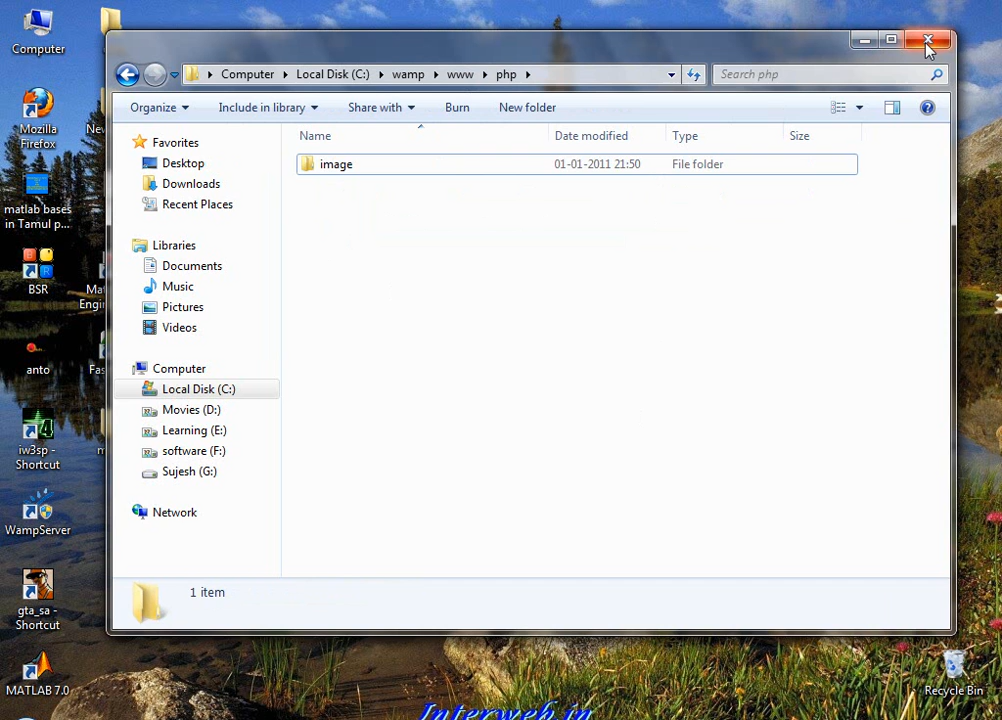 Computer
Mozilla
Firefox
matlab bases
in Tamul p...
BSR
anto
iw3sp -
Shortcut
WampServer
gta_sa -
Shortcut
MATLAB 7.0
Computer Local Disk (C:) wamp www php
Search php
Organize Include in library Share with Burn New folder
Favorites
Desktop
Downloads
Recent Places
Libraries
Documents
Music
Pictures
Videos
Computer
Local Disk (C:)
Movies (D:)
Learning (E:)
software (F:)
Sujesh (G:)
Network
Name Date modified Type Size
image 01-01-2011 21:50 File folder
1 item
Recycle Bin
Interweb.in